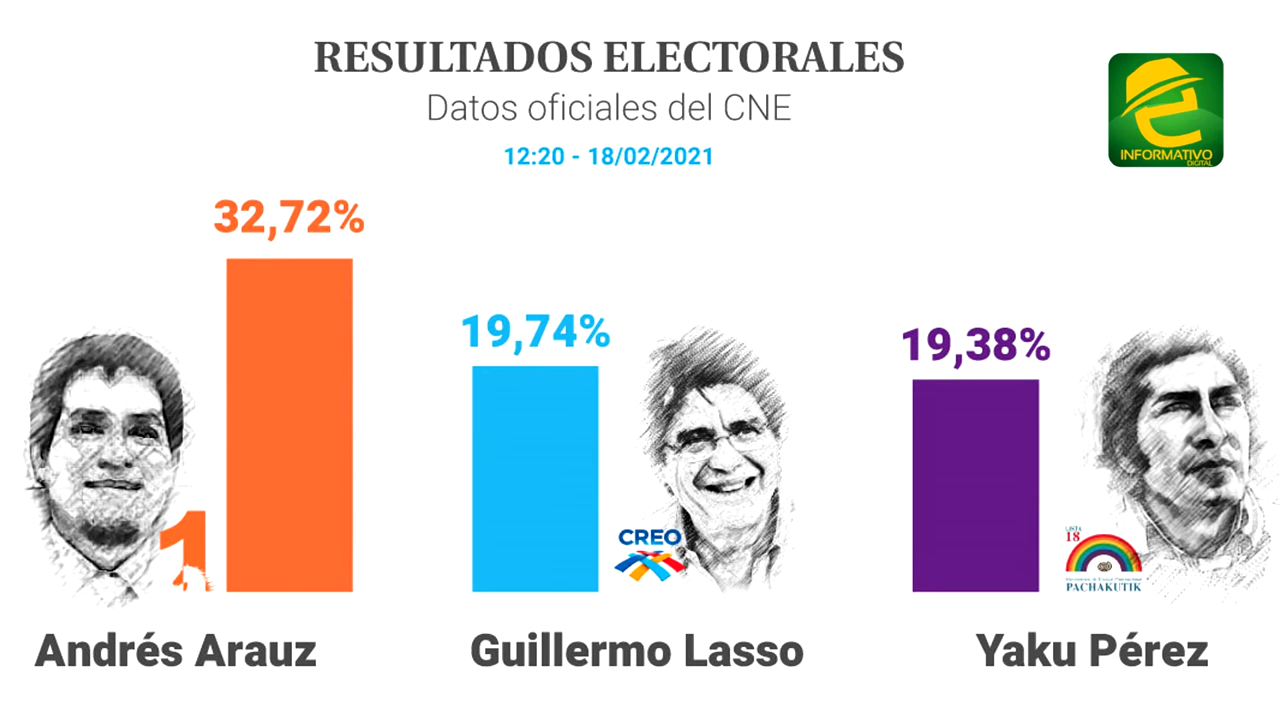 RESULTADOS ELECTORALES
Datos oficiales del CNE
12:20 - 18/02/2021
INFORMATIVO
DIGITAL
32,72%
19,74%
19,38%
1
CREO
LISTA
18
PACHAKUTIK
Andrés Arauz
Guillermo Lasso
Yaku Pérez